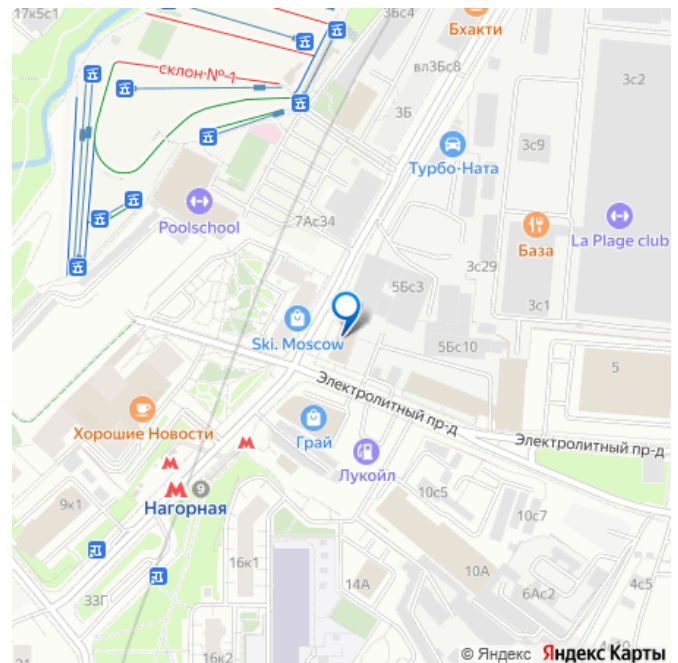 17к5с1
3Бс4
Бхакти
склон №1
вл3Бс8
3с2
3Б
3с9
Турбо-Ната
Poolschool
7Ас34
База
La Plage club
5Бс3
3с29
3с1
Ski. Moscow
5Бс10
5
Электролитный пр-д
Хорошие Новости
Грай
Электролитный пр-д
Лукойл
9
Нагорная
9к1
10с5
10с7
16к1
10А
33Г
14А
6Ас2
4с5
16к2
© Яндекс Яндекс Карты